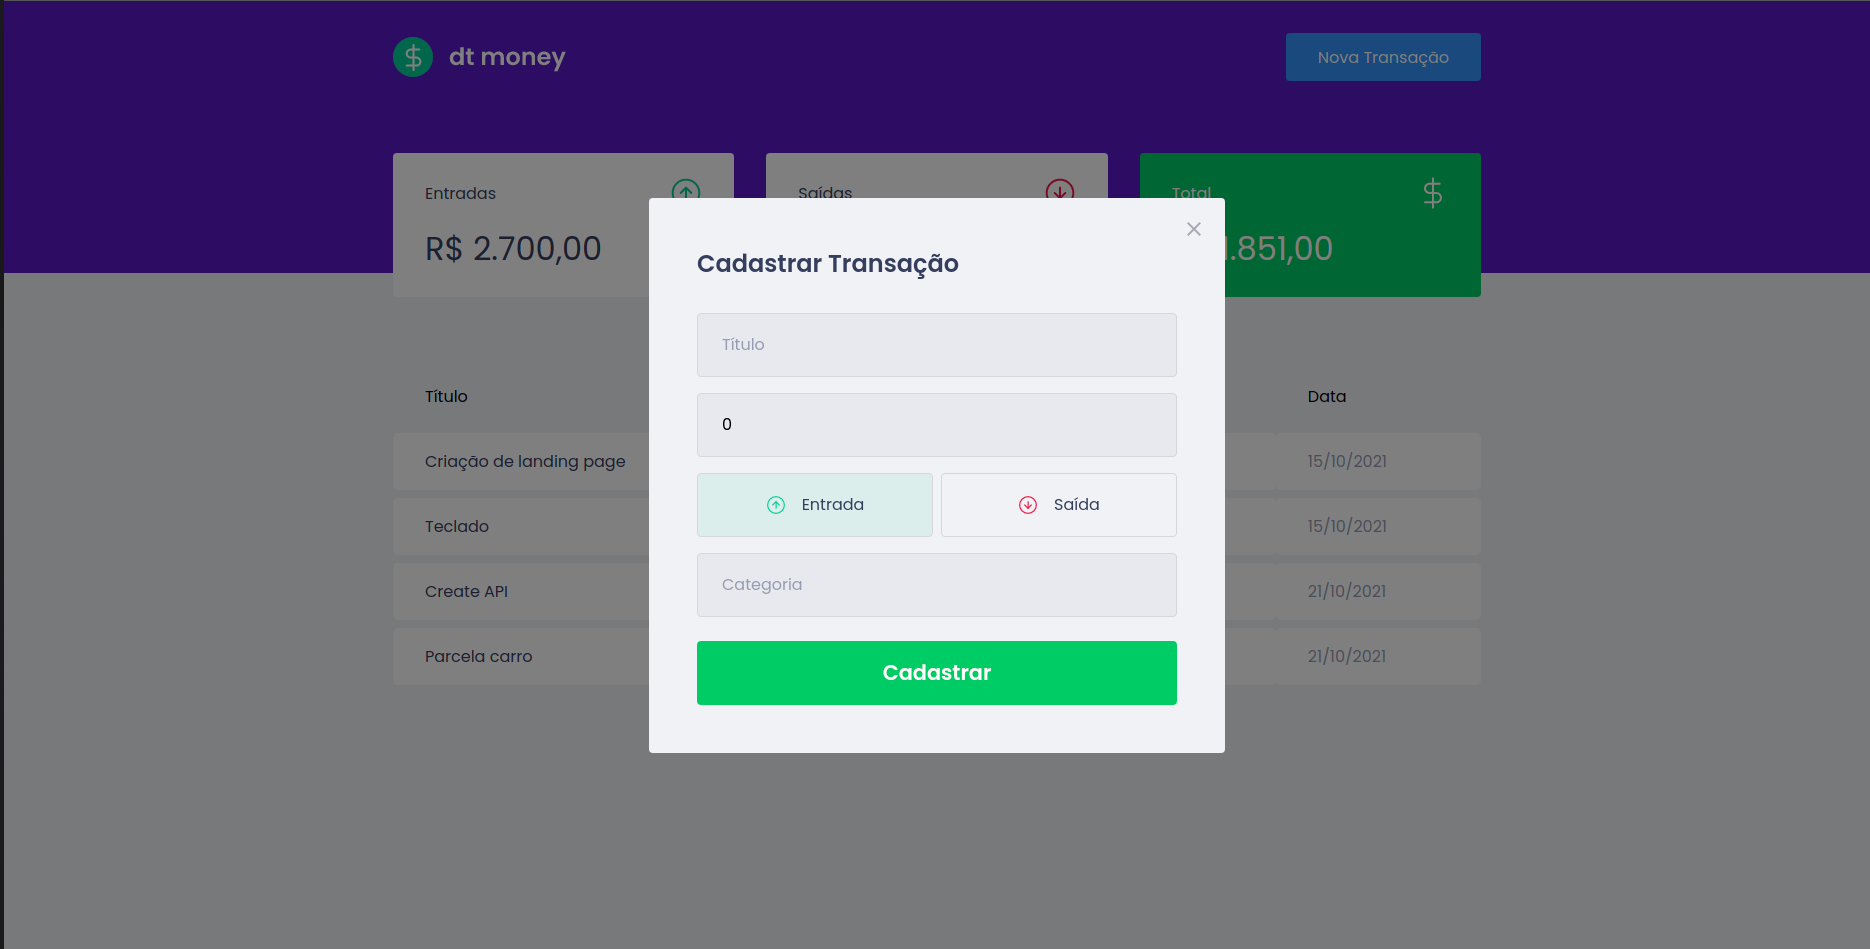 dt money
Nova Transação
Entradas
Saídas
Total
R$ 2.700,00
1.851,00
Cadastrar Transação
Título
0
Entrada
Saída
Categoria
Cadastrar
Título
Data
Criação de landing page
15/10/2021
Teclado
15/10/2021
Create API
21/10/2021
Parcela carro
21/10/2021